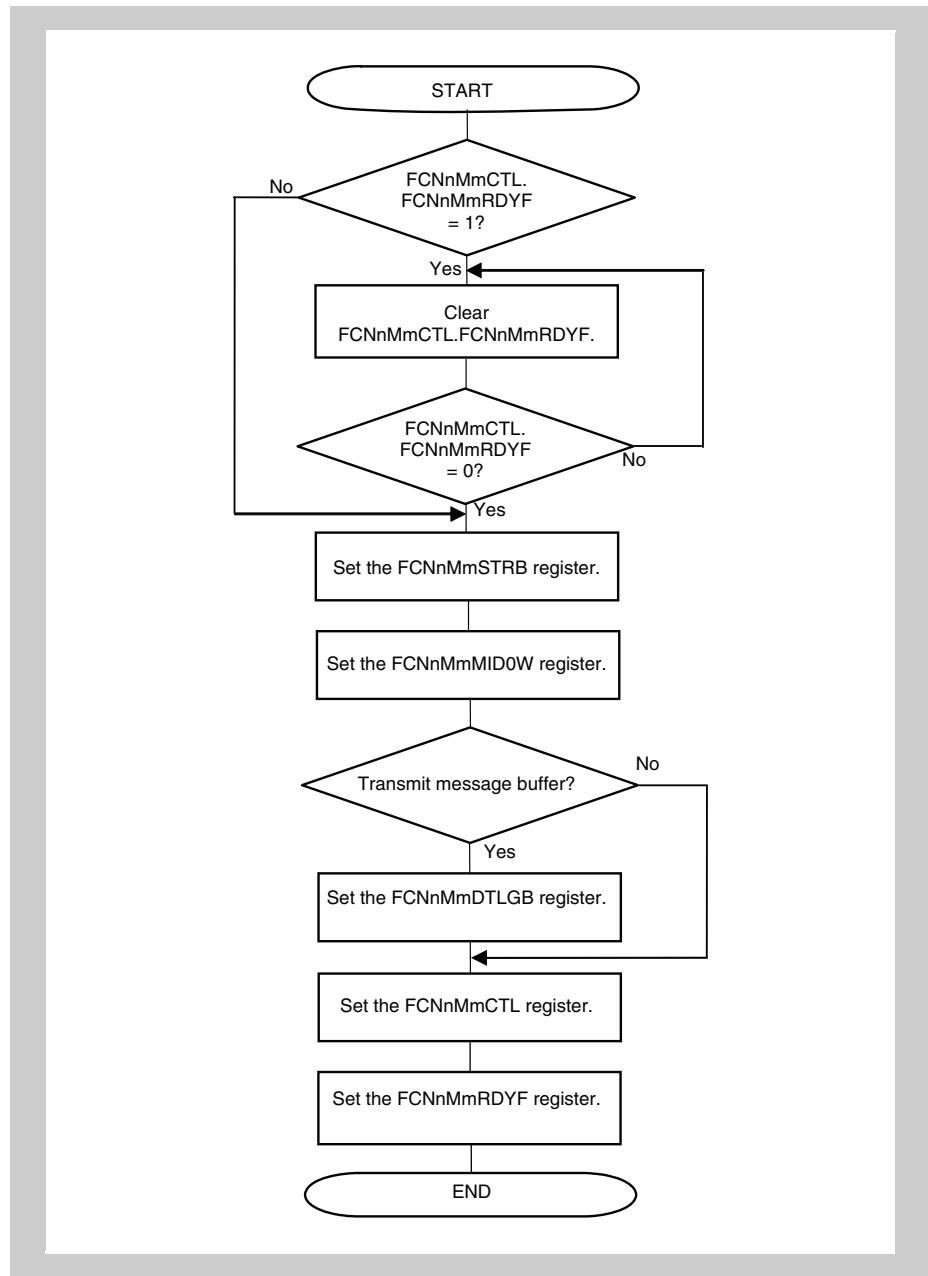 START
FCNnMmCTL.
FCNnMmRDYF
= 1?
No
Yes
Clear
FCNnMmCTL.FCNnMmRDYF.
FCNnMmCTL.
FCNnMmRDYF
= 0?
No
Yes
Set the FCNnMmSTRB register.
Set the FCNnMmMID0W register.
Transmit message buffer?
No
Yes
Set the FCNnMmDTLGB register.
Set the FCNnMmCTL register.
Set the FCNnMmRDYF register.
END